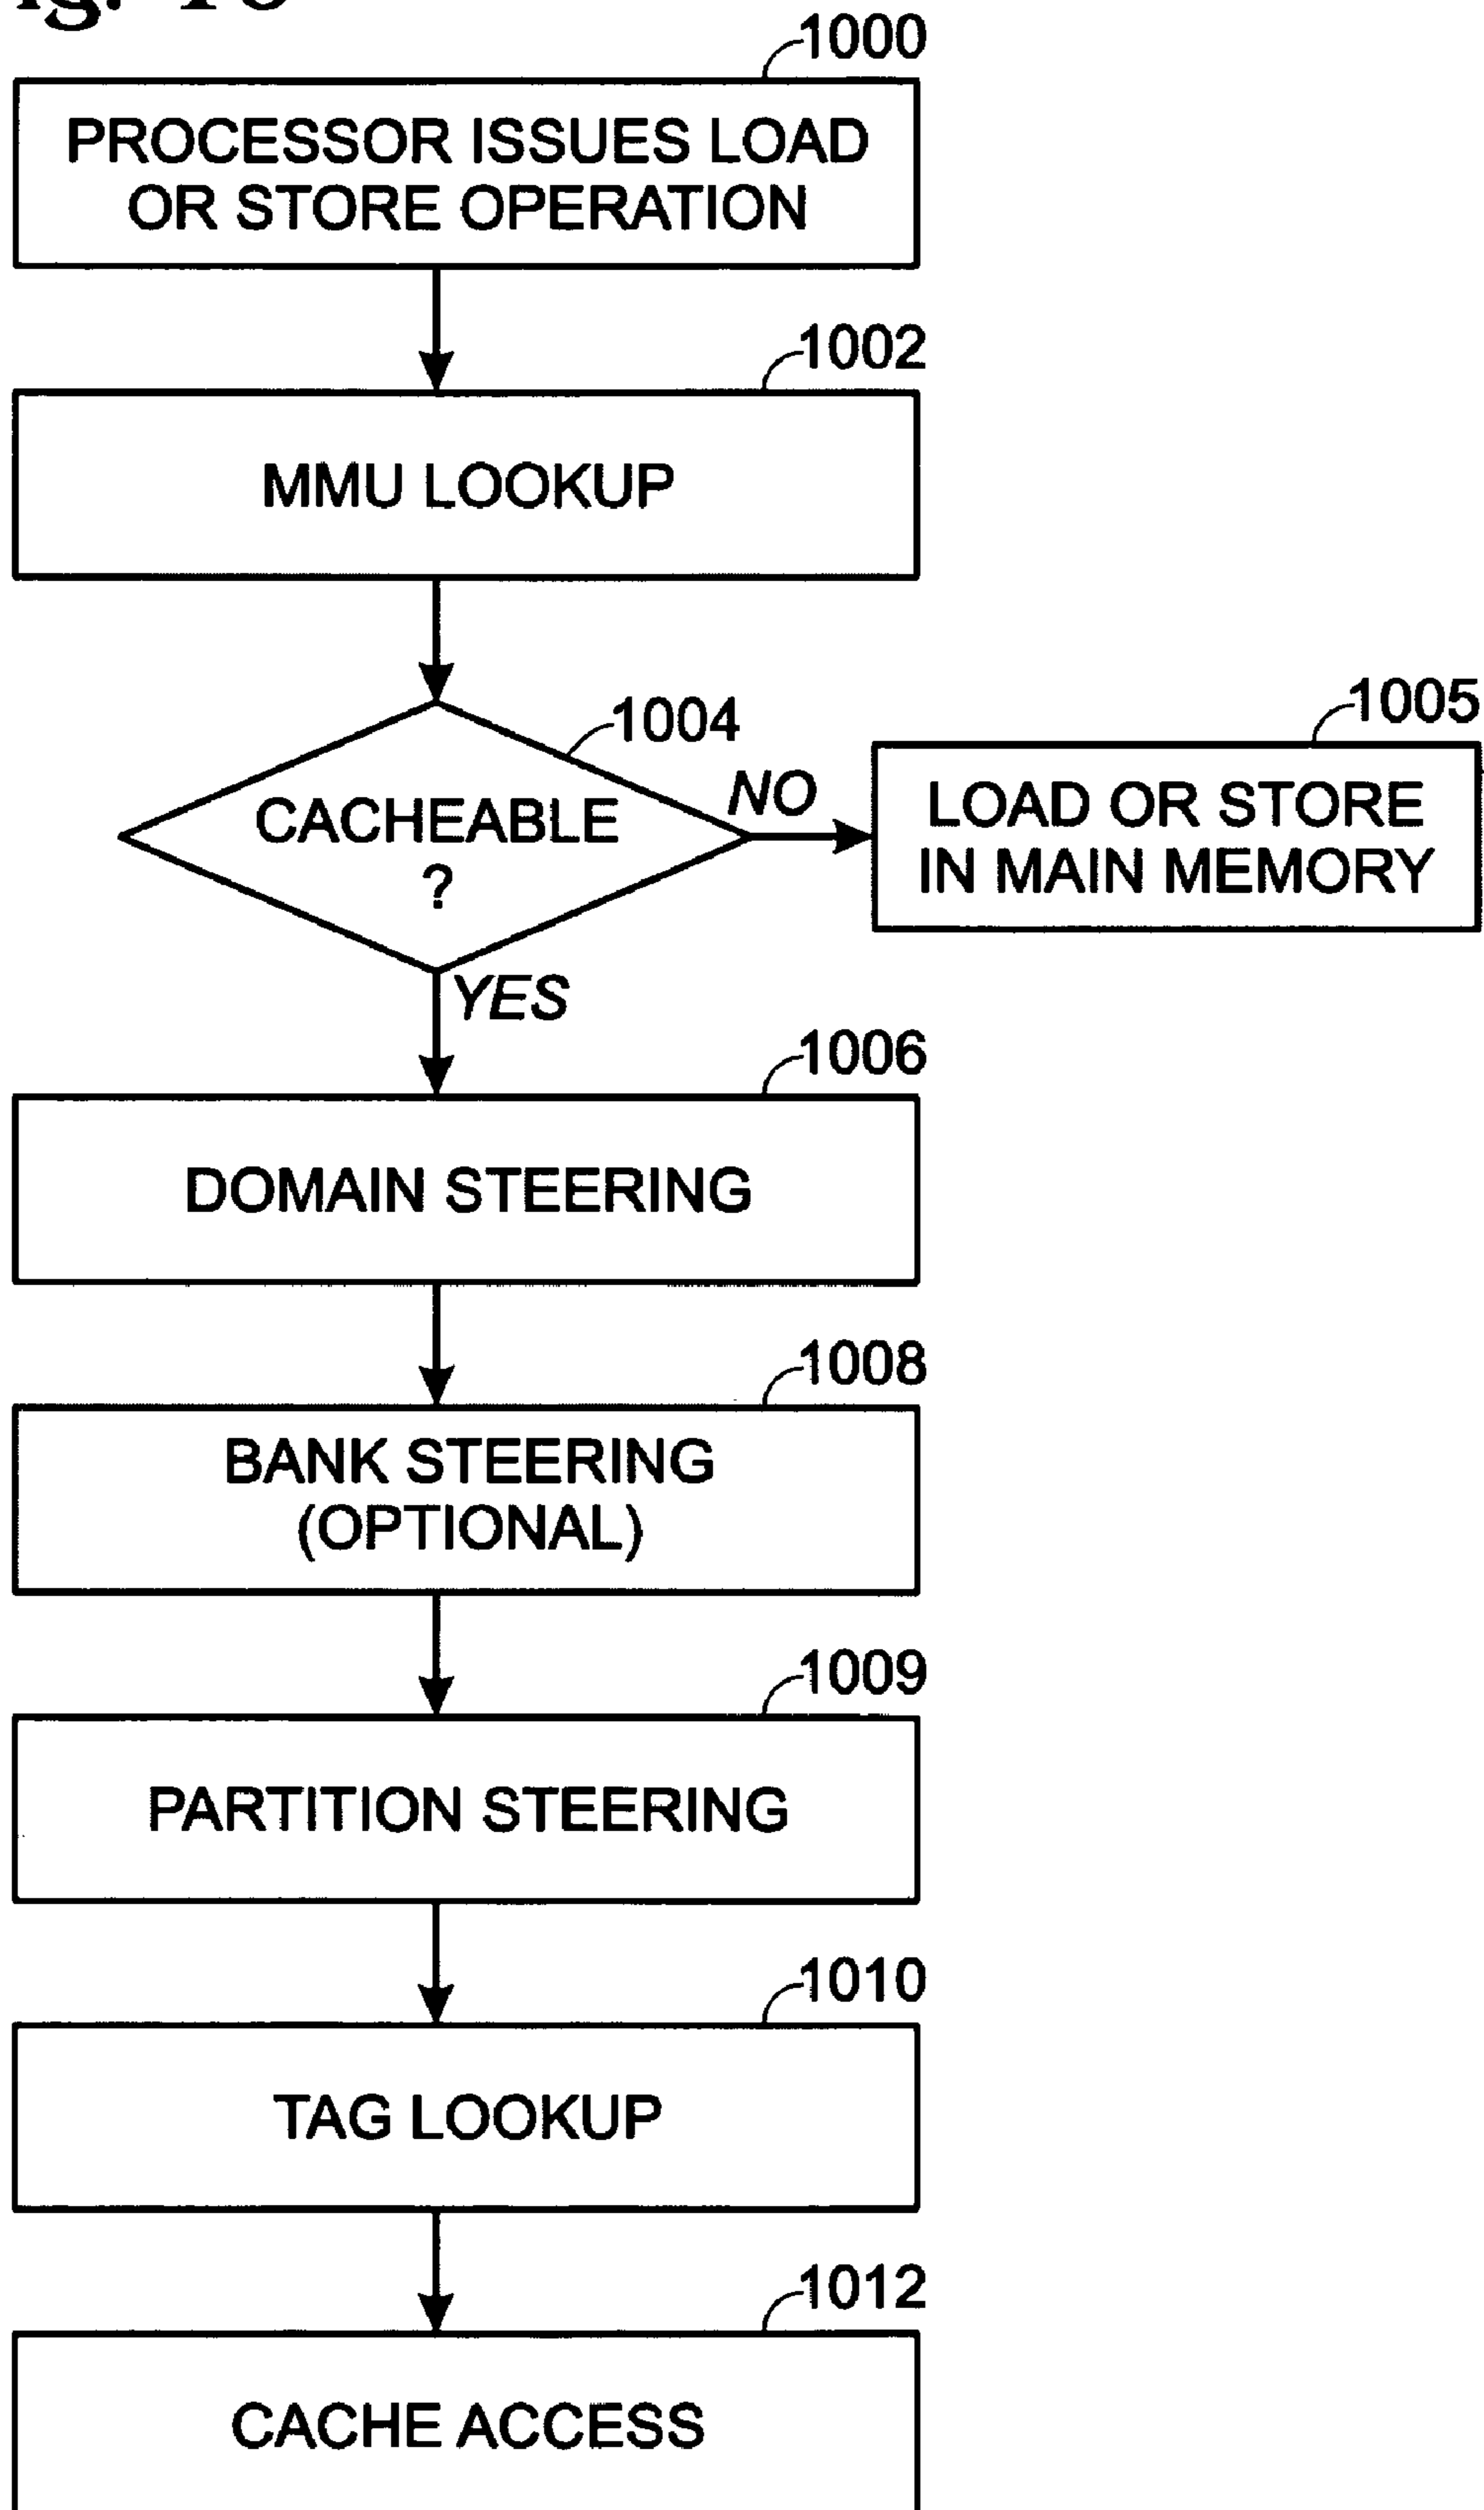 1000
PROCESSOR ISSUES LOAD
OR STORE OPERATION
1002
MMU LOOKUP
1004
CACHEABLE
?
NO
1005
LOAD OR STORE
IN MAIN MEMORY
YES
1006
DOMAIN STEERING
1008
BANK STEERING
(OPTIONAL)
1009
PARTITION STEERING
1010
TAG LOOKUP
1012
CACHE ACCESS